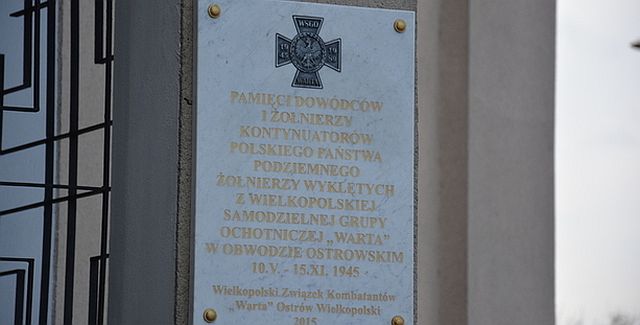 WSGO
19 19
WARTA
PAMIĘCI DOWÓDCÓW
I ŻOŁNIERZY
KONTYNUATORÓW
POLSKIEGO PAŃSTWA
PODZIEMNEGO
ŻOŁNIERZY WYKLĘTYCH
Z WIELKOPOLSKIEJ
SAMODZIELNEJ GRUPY
OCHOTNICZEJ „WARTA”
W OBWODZIE OSTROWSKIM
10.V. - 15.XI. 1945
Wielkopolski Związek Kombatantów
„Warta” Ostrów Wielkopolski
2015